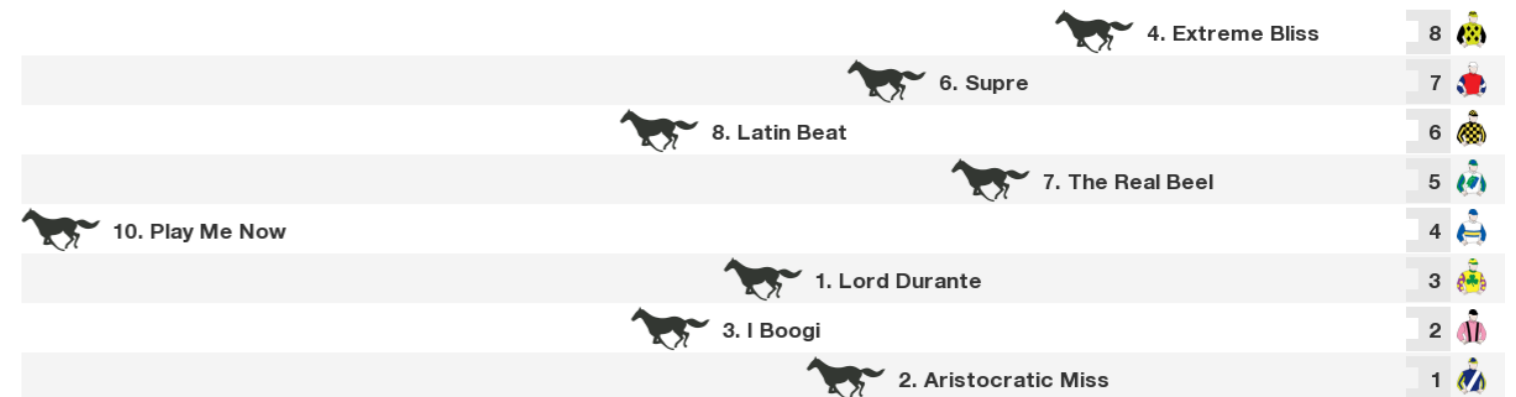 4. Extreme Bliss 8
6. Supre 7
8. Latin Beat 6
7. The Real Beel 5
10. Play Me Now 4
1. Lord Durante 3
3. I Boogi 2
2. Aristocratic Miss 1